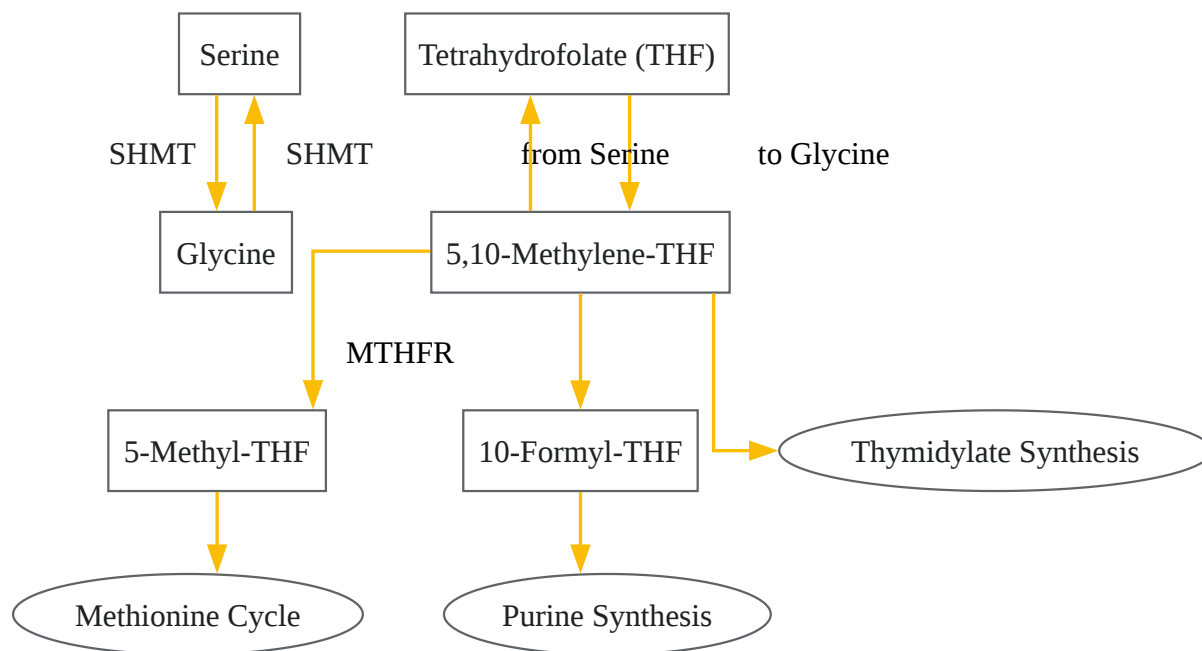 Serine
Tetrahydrofolate (THF)
SHMT
SHMT
from Serine
to Glycine
Glycine
5,10-Methylene-THF
MTHFR
5-Methyl-THF
10-Formyl-THF
Thymidylate Synthesis
Methionine Cycle
Purine Synthesis